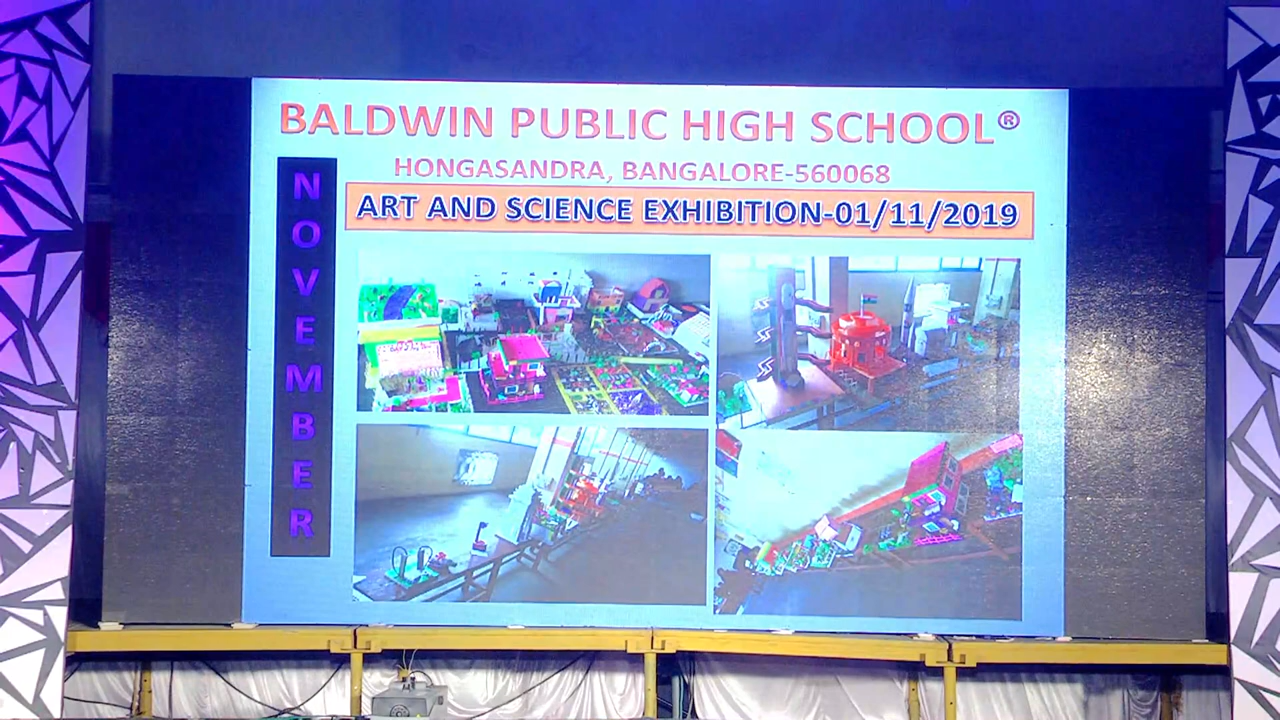 BALDWIN PUBLIC HIGH SCHOOL®
HONGASANDRA, BANGALORE-560068
ART AND SCIENCE EXHIBITION-01/11/2019
NOVEMBER